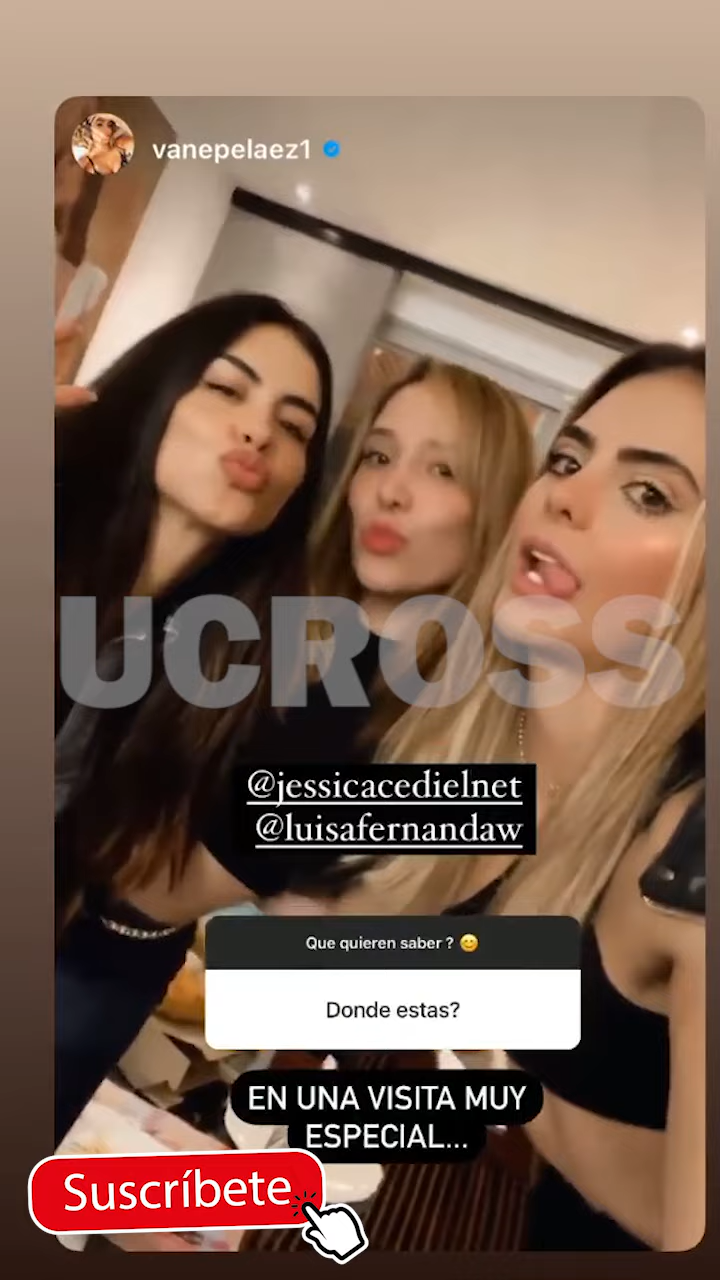 vanepelaez1
UCROSS
@jessicacedielnet
@luisafernandaw
Que quieren saber ? 😊
Donde estas?
EN UNA VISITA MUY
ESPECIAL...
Suscríbete